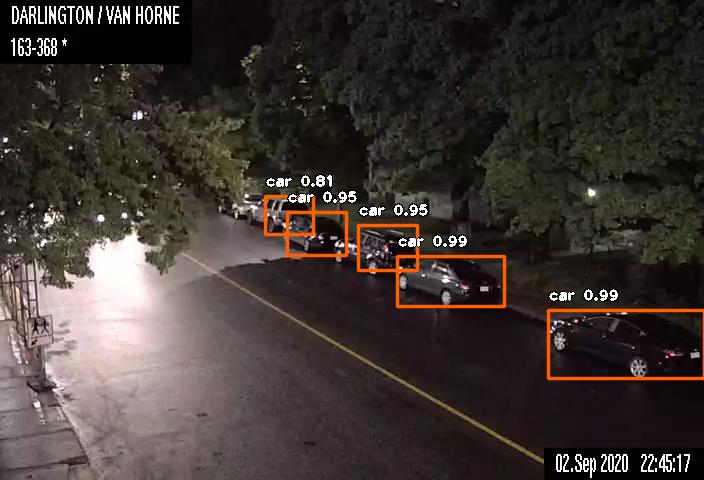 DARLINGTON / VAN HORNE
163-368 *
car 0.81
car 0.95
car 0.95
car 0.99
car 0.99
02.Sep 2020 22:45:17